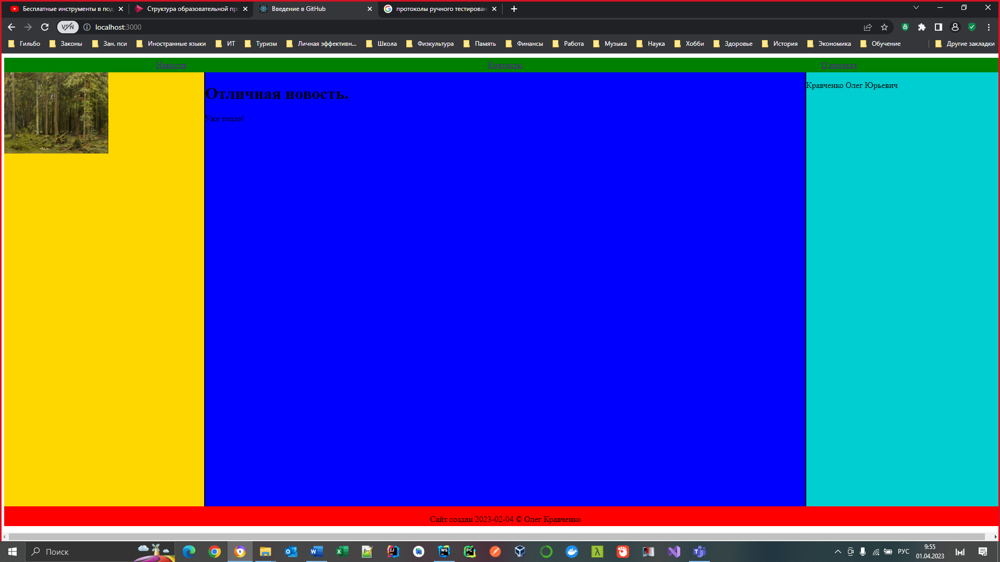 Бесплатные инструменты в под
Структура образовательной пр
Введение в GitHub
протоколы ручного тестирован
VPN
localhost:3000
Гильбо
Законы
Зан. пси
Иностранные языки
ИТ
Туризм
Личная эффективн...
Школа
Физкультура
Память
Финансы
Работа
Музыка
Наука
Хобби
Здоровье
История
Экономика
Обучение
Другие закладки
Новости
Контакты
О проекте
Отличная новость.
Уже тепло!
Кравченко Олег Юрьевич
Сайт создан 2023-02-04 © Олег Кравченко
Поиск
РУС
9:55
01.04.2023